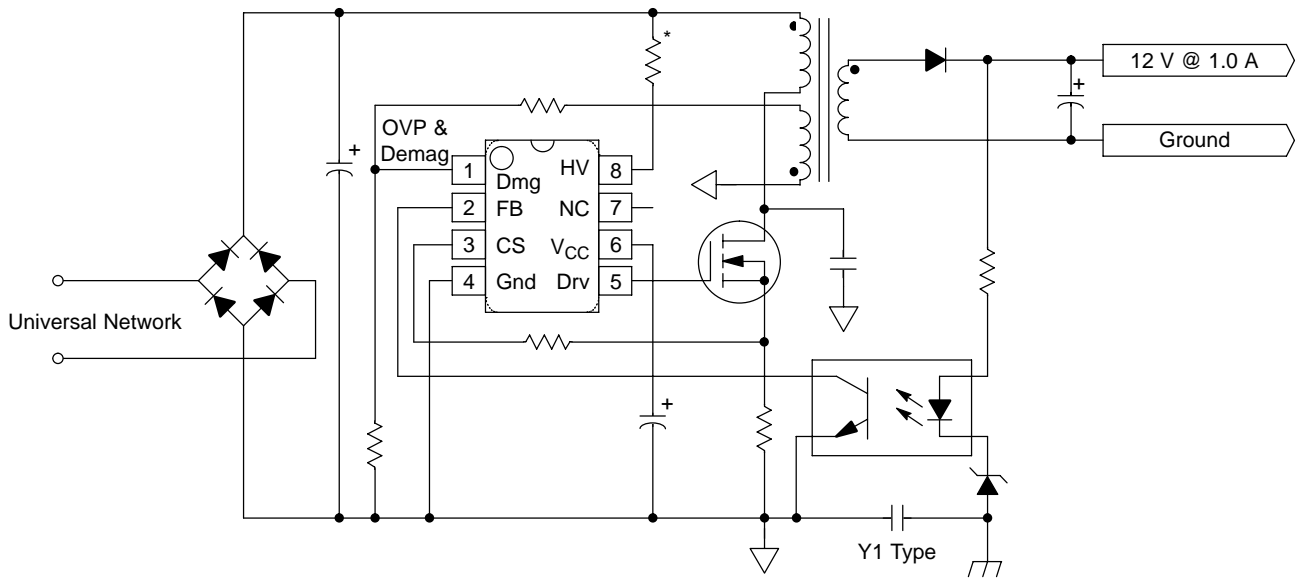 *
12 V @ 1.0 A
+
+
OVP &
Demag
Ground
1
Dmg
HV
8
2
FB
NC
7
3
CS
VCC
6
4
Gnd
Drv
5
Universal Network
+
Y1 Type